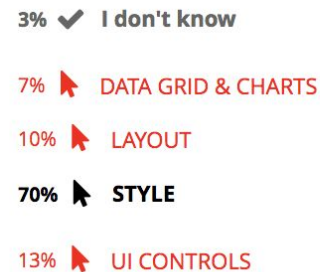 3% I don't know
7% DATA GRID & CHARTS
10% LAYOUT
70% STYLE
13% UI CONTROLS